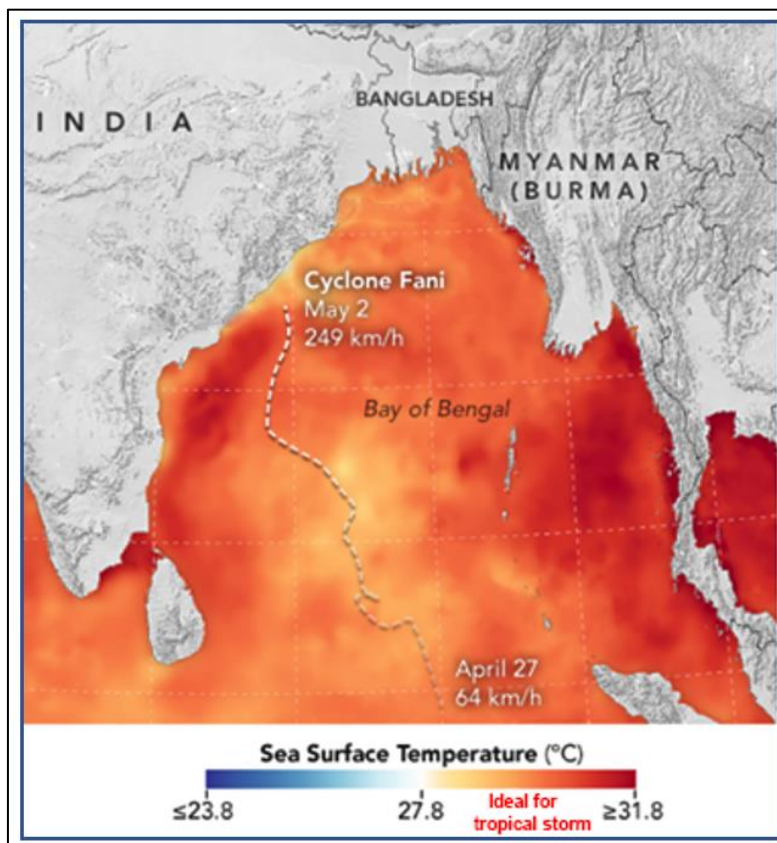 BANGLADESH
INDIA
MYANMAR
(BURMA)
Cyclone Fani
May 2
249 km/h
Bay of Bengal
April 27
64 km/h
Sea Surface Temperature (°C)
≤23.8 27.8 Ideal for tropical storm ≥31.8